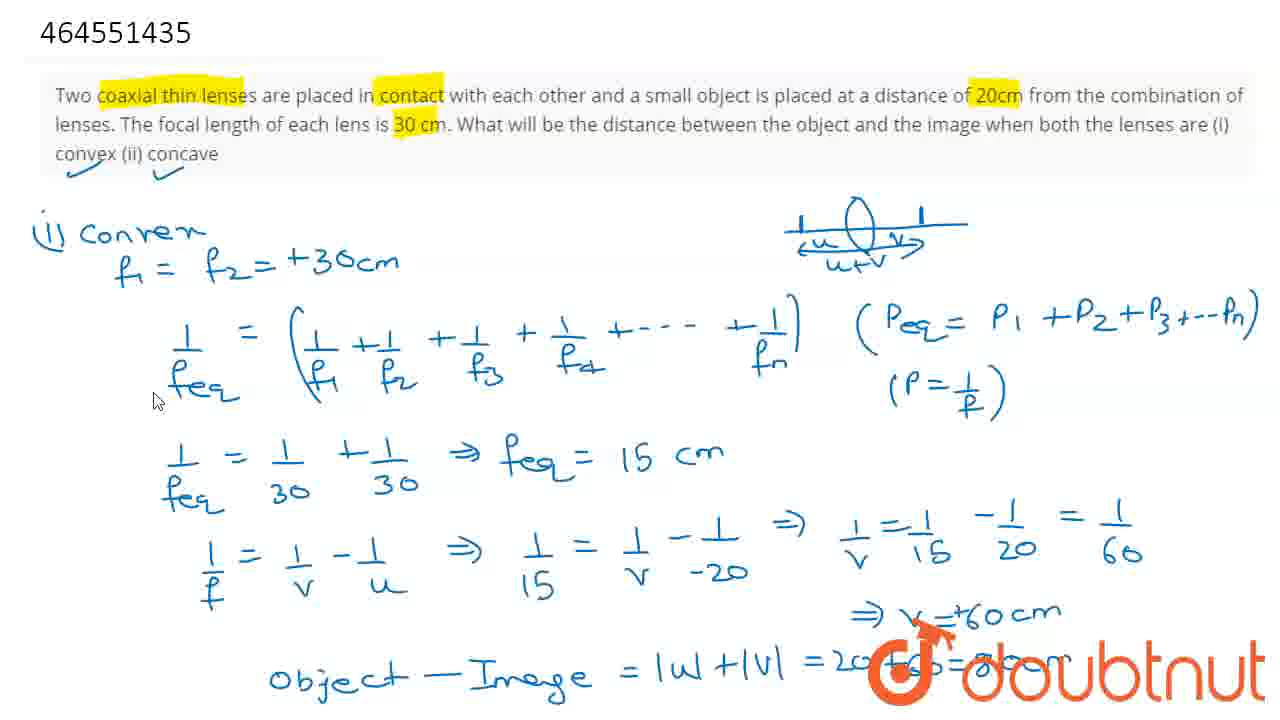 464551435
Two coaxial thin lenses are placed in contact with each other and a small object is placed at a distance of 20cm from the combination of
lenses. The focal length of each lens is 30 cm. What will be the distance between the object and the image when both the lenses are (i)
convex (ii) concave
(i) Convex
f1 = f2 = +30cm
u v
u+v
1/feq = (1/f1 + 1/f2 + 1/f3 + 1/f4 + --- + 1/fn) (Peq = P1 + P2 + P3 + -- Pn)
(P = 1/f)
1/feq = 1/30 + 1/30 ⇒ feq = 15 cm
1/f = 1/v - 1/u ⇒ 1/15 = 1/v - 1/-20 ⇒ 1/v = 1/15 - 1/20 = 1/60
⇒ v = +60cm
Object - Image = |u| + |v| = 20 + 60 = 80cm
doubtnut